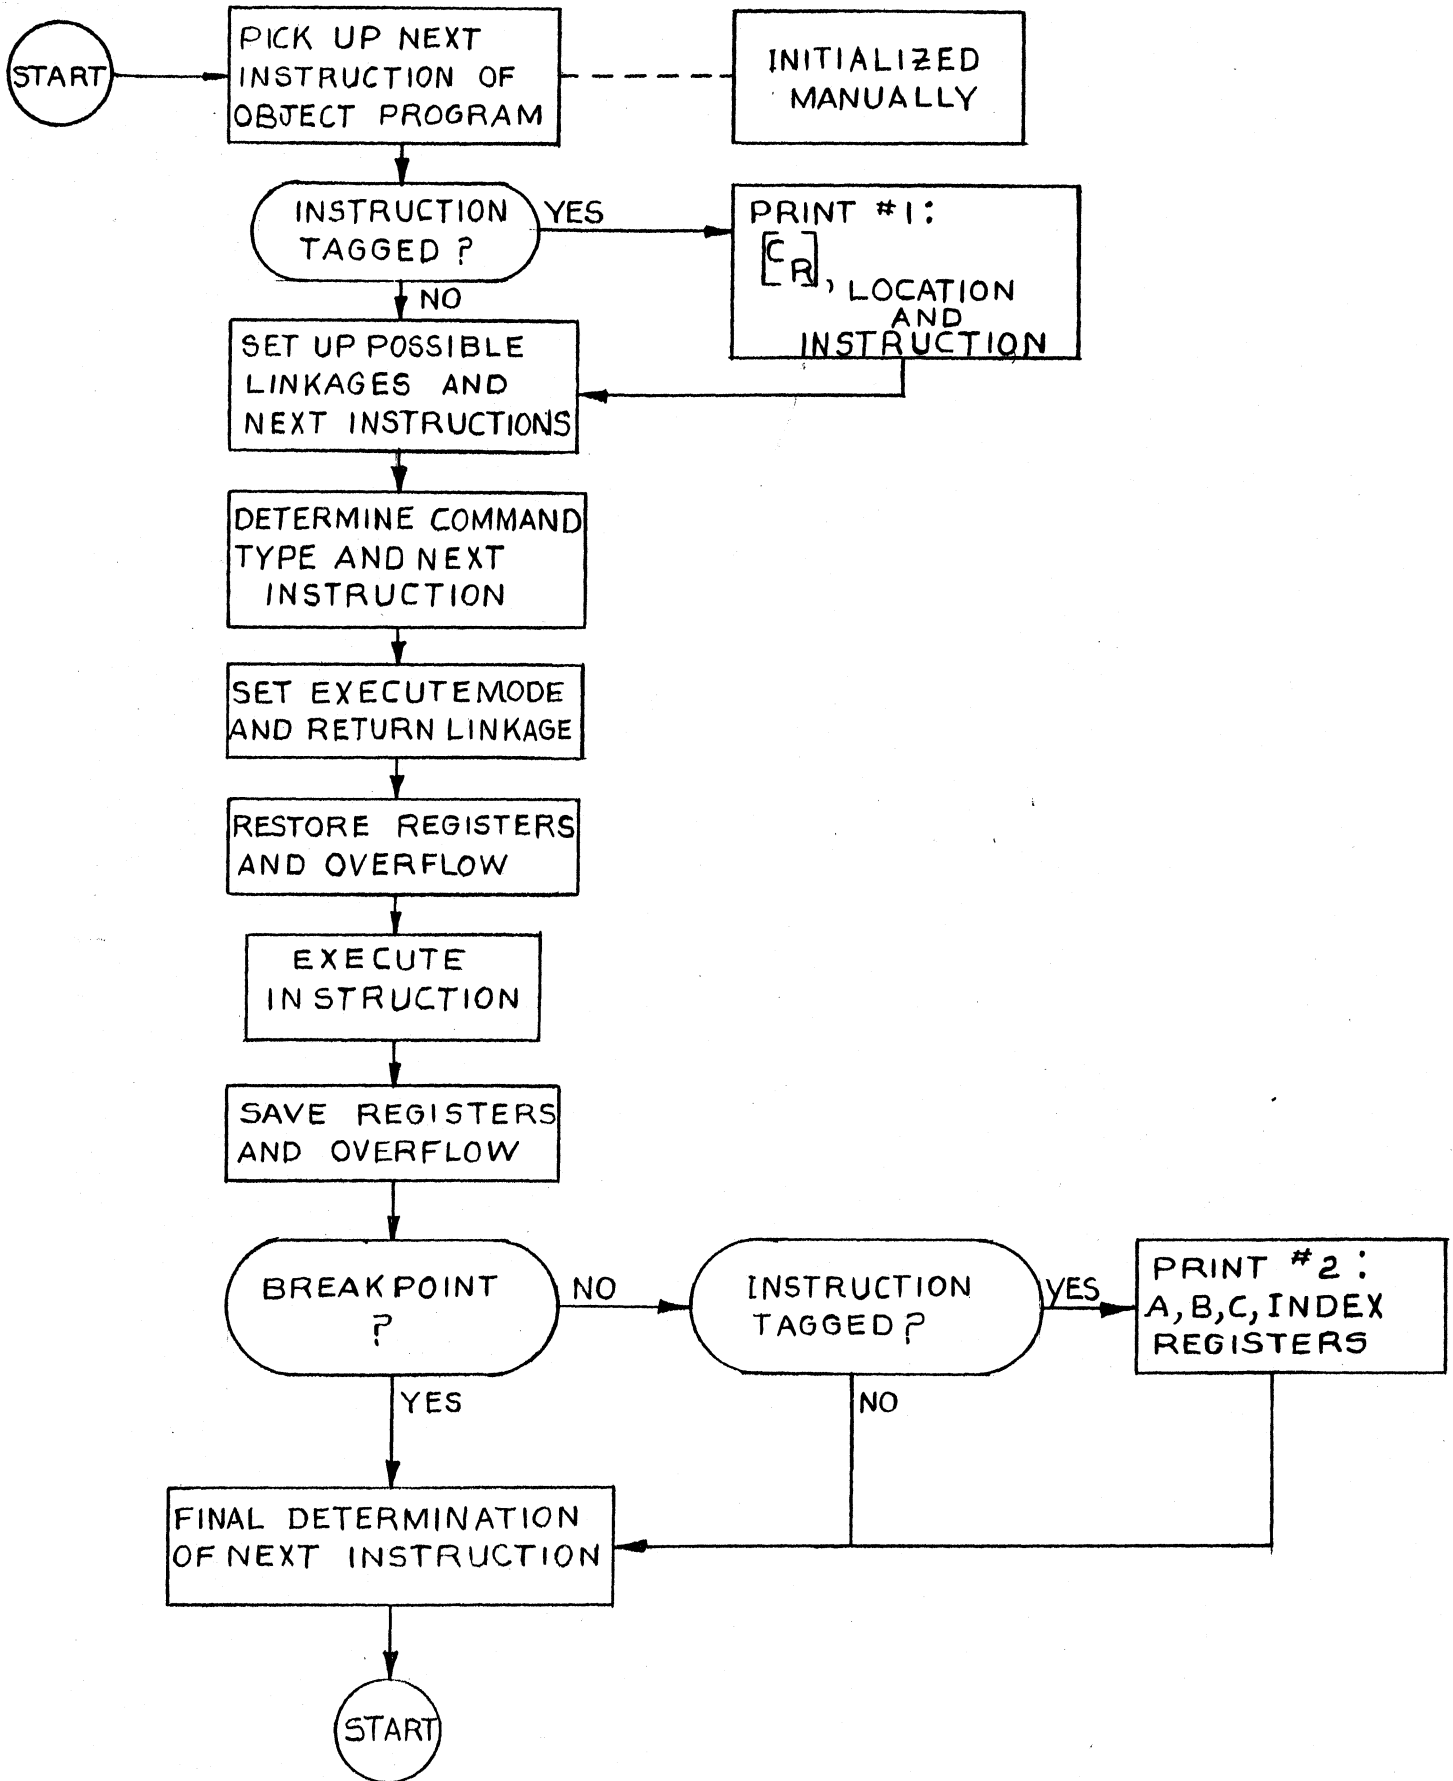 START
PICK UP NEXT
INSTRUCTION OF
OBJECT PROGRAM
INITIALIZED
MANUALLY
INSTRUCTION
TAGGED ?
YES
NO
PRINT #1:
[CR], LOCATION
AND
INSTRUCTION
SET UP POSSIBLE
LINKAGES AND
NEXT INSTRUCTIONS
DETERMINE COMMAND
TYPE AND NEXT
INSTRUCTION
SET EXECUTE MODE
AND RETURN LINKAGE
RESTORE REGISTERS
AND OVERFLOW
EXECUTE
INSTRUCTION
SAVE REGISTERS
AND OVERFLOW
BREAKPOINT
?
NO
YES
INSTRUCTION
TAGGED ?
YES
NO
PRINT #2:
A, B, C, INDEX
REGISTERS
FINAL DETERMINATION
OF NEXT INSTRUCTION
START